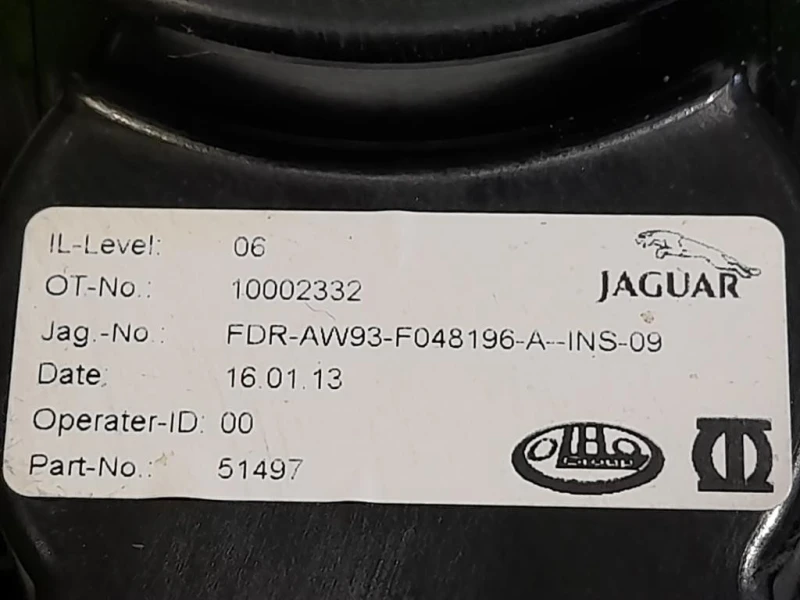 IL-Level: 06
OT-No.: 10002332
Jag.-No.: FDR-AW93-F048196-A--INS-09
Date: 16.01.13
Operater-ID: 00
Part-No.: 51497
JAGUAR
Group